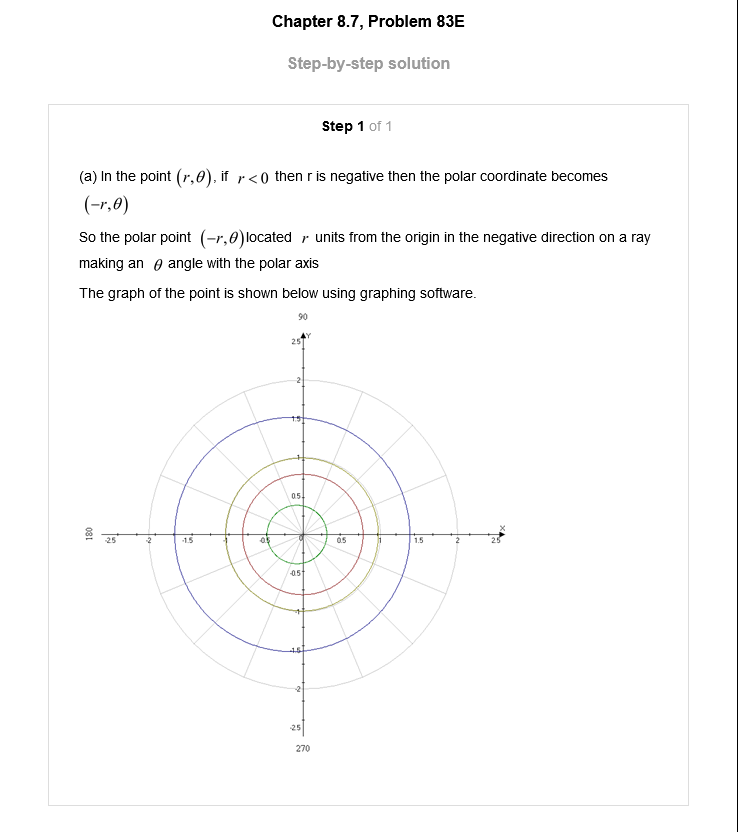 Chapter 8.7, Problem 83E
Step-by-step solution
Step 1 of 1
(a) In the point (r,θ), if r<0 then r is negative then the polar coordinate becomes
(−r,θ)
So the polar point (−r,θ)located r units from the origin in the negative direction on a ray
making an θ angle with the polar axis
The graph of the point is shown below using graphing software.
90
Y
2.5
2
1.5
1
0.5
180
-2.5 -2 -1.5 -1 -0.5 0 0.5 1 1.5 2 2.5 X
-0.5
-1
-1.5
-2
-2.5
270